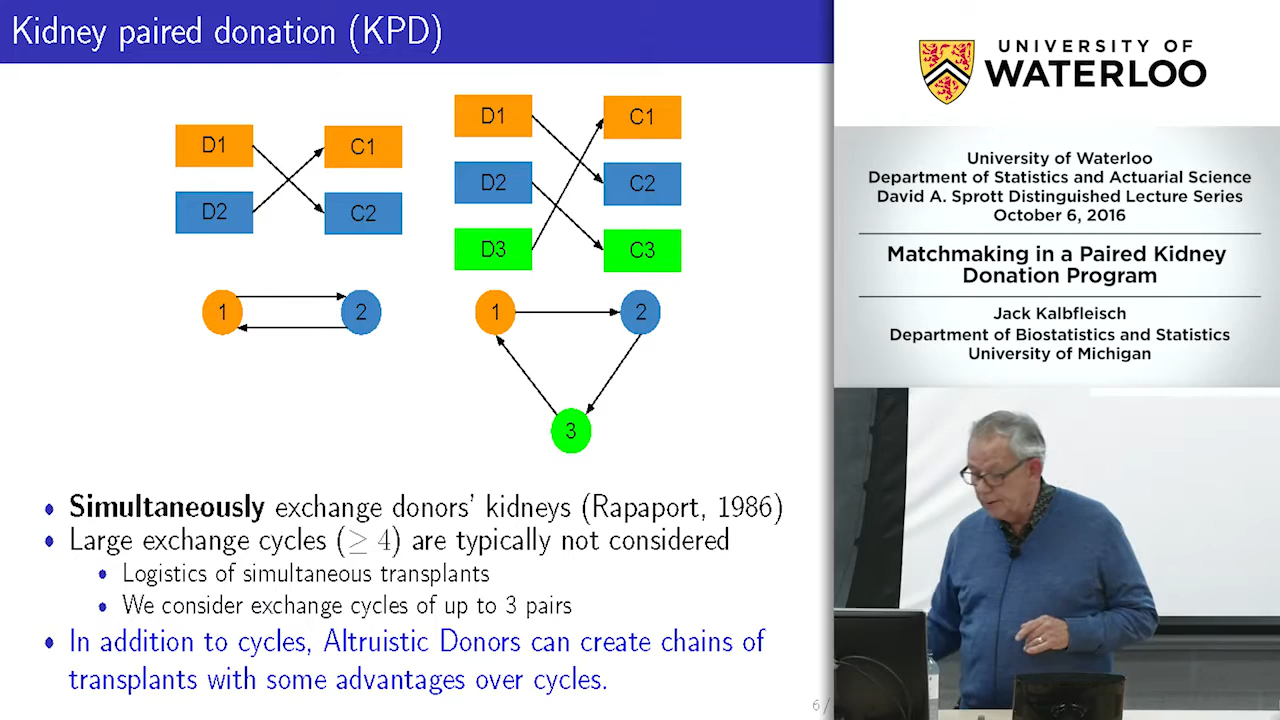 Kidney paired donation (KPD)
D1
C1
D2
C2
1
2
D1
C1
D2
C2
D3
C3
1
2
3
• Simultaneously exchange donors' kidneys (Rapaport, 1986)
• Large exchange cycles (≥ 4) are typically not considered
• Logistics of simultaneous transplants
• We consider exchange cycles of up to 3 pairs
• In addition to cycles, Altruistic Donors can create chains of
transplants with some advantages over cycles.
6 /
UNIVERSITY OF
WATERLOO
University of Waterloo
Department of Statistics and Actuarial Science
David A. Sprott Distinguished Lecture Series
October 6, 2016
Matchmaking in a Paired Kidney
Donation Program
Jack Kalbfleisch
Department of Biostatistics and Statistics
University of Michigan